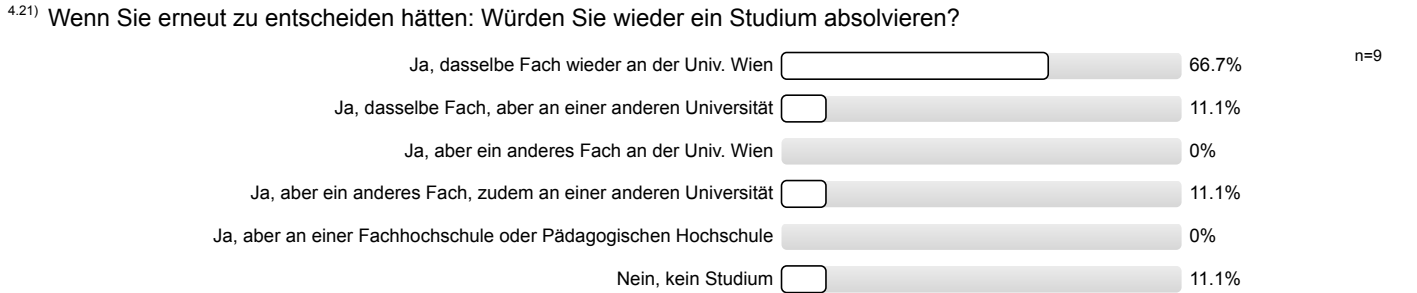 4.21) Wenn Sie erneut zu entscheiden hätten: Würden Sie wieder ein Studium absolvieren?
Ja, dasselbe Fach wieder an der Univ. Wien 66.7% n=9
Ja, dasselbe Fach, aber an einer anderen Universität 11.1%
Ja, aber ein anderes Fach an der Univ. Wien 0%
Ja, aber ein anderes Fach, zudem an einer anderen Universität 11.1%
Ja, aber an einer Fachhochschule oder Pädagogischen Hochschule 0%
Nein, kein Studium 11.1%